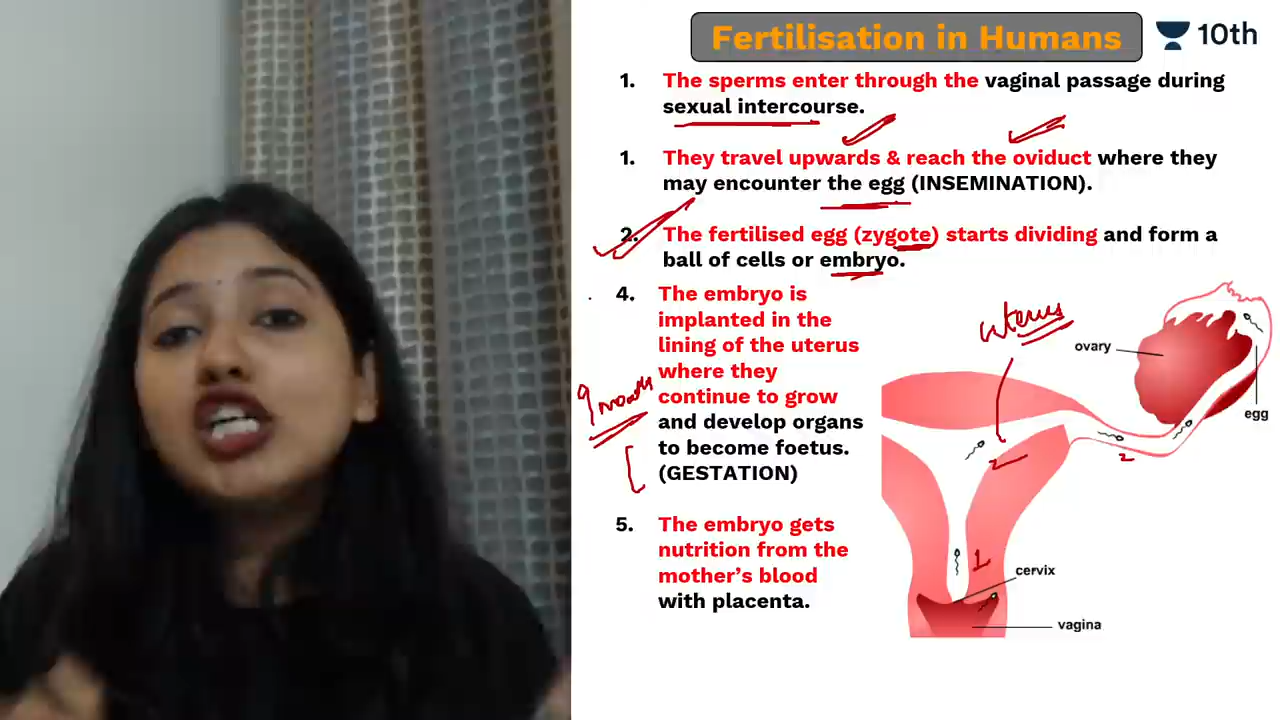 Fertilisation in Humans
10th
1. The sperms enter through the vaginal passage during
sexual intercourse.
1. They travel upwards & reach the oviduct where they
may encounter the egg (INSEMINATION).
2. The fertilised egg (zygote) starts dividing and form a
ball of cells or embryo.
4. The embryo is
implanted in the
lining of the uterus
where they
continue to grow
and develop organs
to become foetus.
(GESTATION)
9 months
5. The embryo gets
nutrition from the
mother's blood
with placenta.
uterus
ovary
egg
2
2
1
cervix
vagina